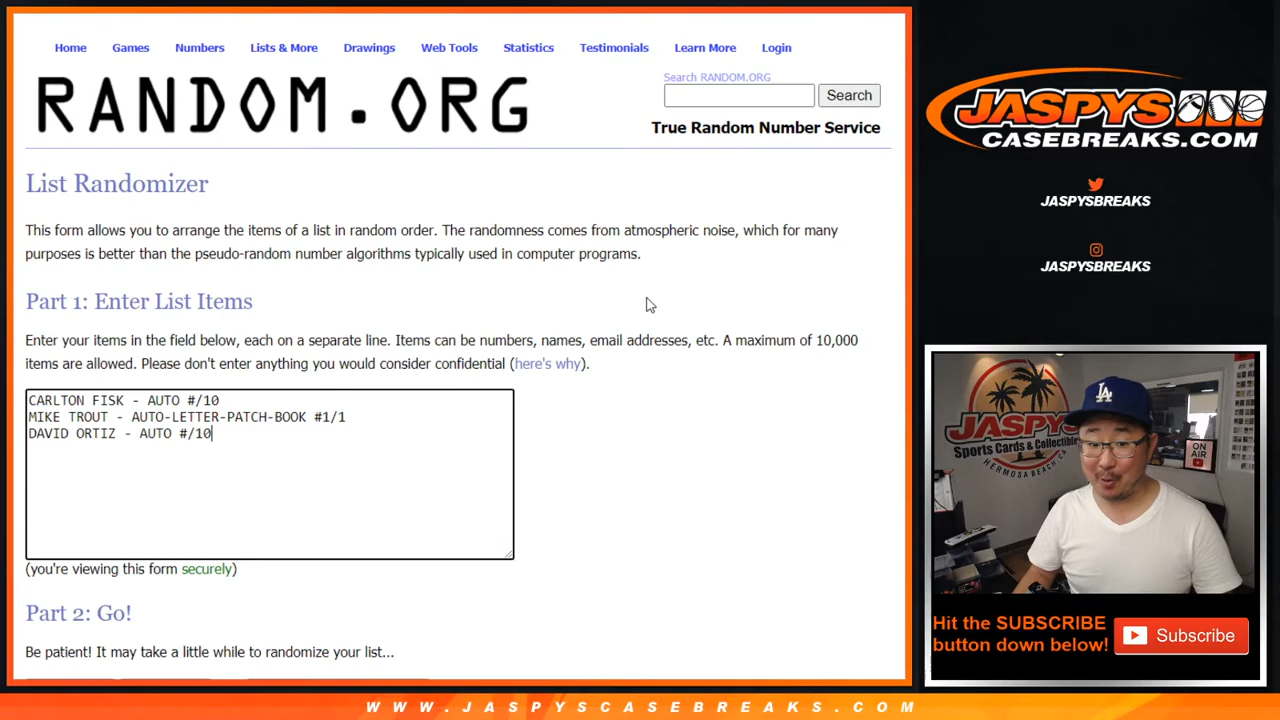 Home Games Numbers Lists & More Drawings Web Tools Statistics Testimonials Learn More Login
RANDOM.ORG
Search RANDOM.ORG
Search
True Random Number Service
List Randomizer
This form allows you to arrange the items of a list in random order. The randomness comes from atmospheric noise, which for many
purposes is better than the pseudo-random number algorithms typically used in computer programs.
Part 1: Enter List Items
Enter your items in the field below, each on a separate line. Items can be numbers, names, email addresses, etc. A maximum of 10,000
items are allowed. Please don't enter anything you would consider confidential (here's why).
CARLTON FISK - AUTO #/10
MIKE TROUT - AUTO-LETTER-PATCH-BOOK #1/1
DAVID ORTIZ - AUTO #/10
(you're viewing this form securely)
Part 2: Go!
Be patient! It may take a little while to randomize your list...
JASPYS
CASEBREAKS.COM
JASPYSBREAKS
JASPYSBREAKS
JASPY'S
Sports Cards & Collectibles
HERMOSA BEACH, CA
LA
ON
AIR
Hit the SUBSCRIBE
button down below!
Subscribe
WWW.JASPYSCASEBREAKS.COM